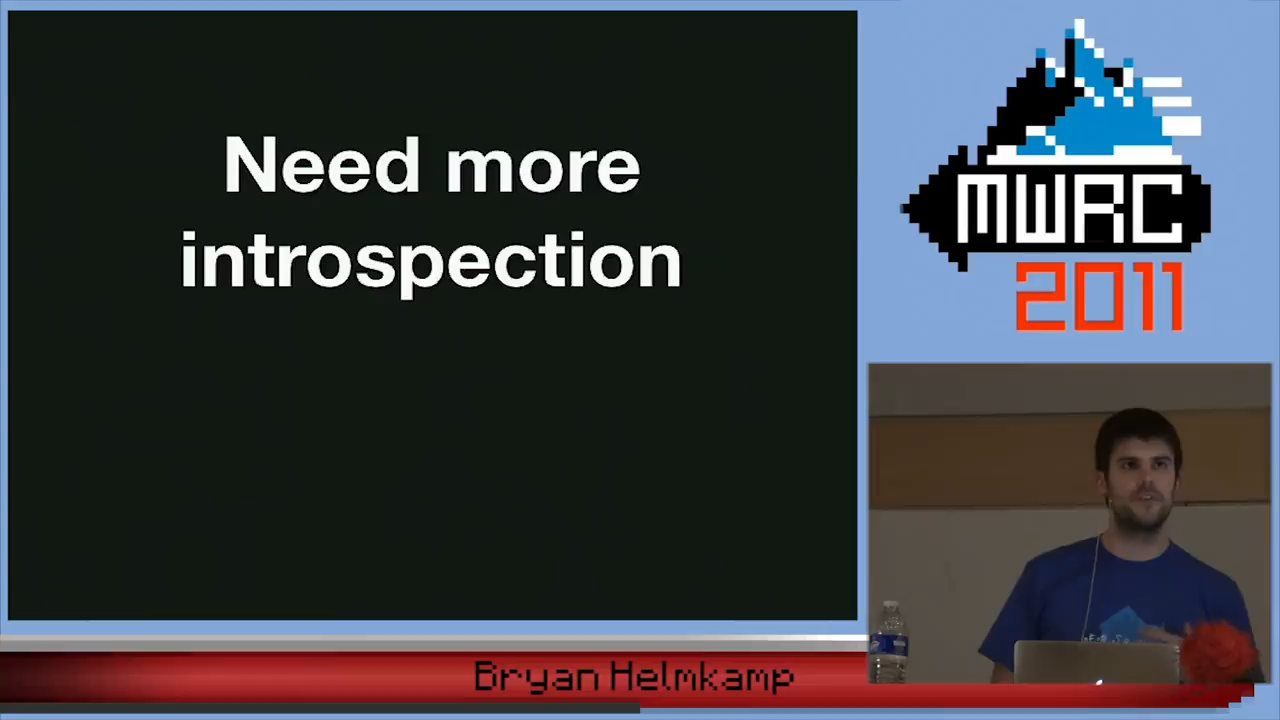 Need more
introspection
MWRC
2011
Bryan Helmkamp